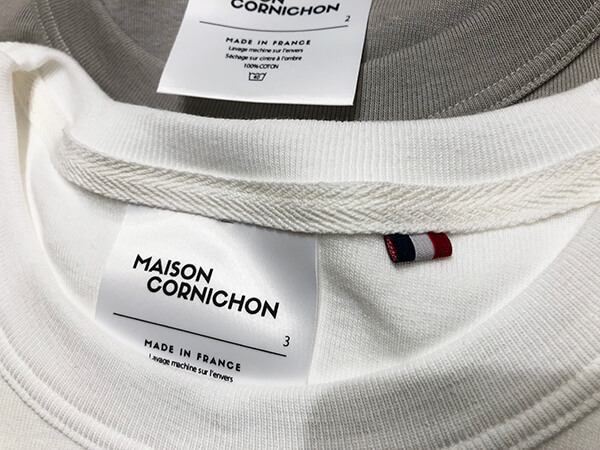 MAISON
CORNICHON
2
MADE IN FRANCE
Lavage machine sur l'envers
Séchage sur cintre à l'ombre
100% COTON
MAISON
CORNICHON
3
MADE IN FRANCE
Lavage machine sur l'envers